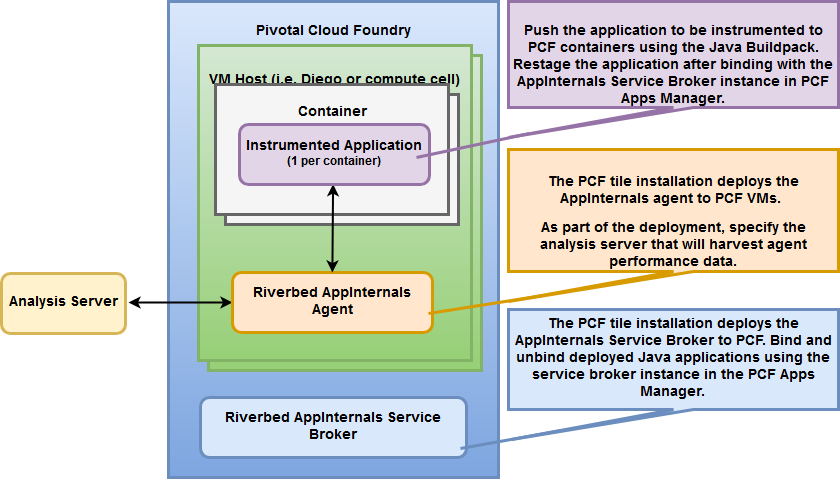 Pivotal Cloud Foundry
VM Host (i.e. Diego or compute cell)
Container
Instrumented Application
(1 per container)
Riverbed AppInternals
Agent
Analysis Server
Riverbed AppInternals Service
Broker
Push the application to be instrumented to
PCF containers using the Java Buildpack.
Restage the application after binding with the
AppInternals Service Broker instance in PCF
Apps Manager.
The PCF tile installation deploys the
AppInternals agent to PCF VMs.
As part of the deployment, specify the
analysis server that will harvest agent
performance data.
The PCF tile installation deploys the
AppInternals Service Broker to PCF. Bind and
unbind deployed Java applications using the
service broker instance in the PCF Apps
Manager.